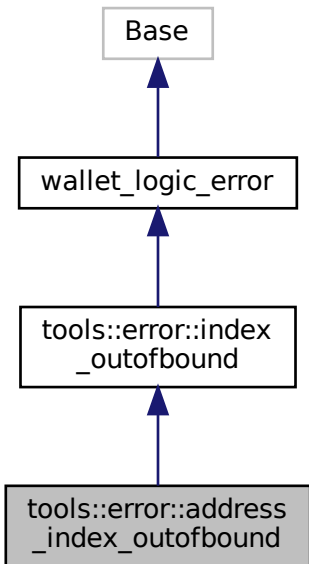 Base
wallet_logic_error
tools::error::index
_outofbound
tools::error::address
_index_outofbound